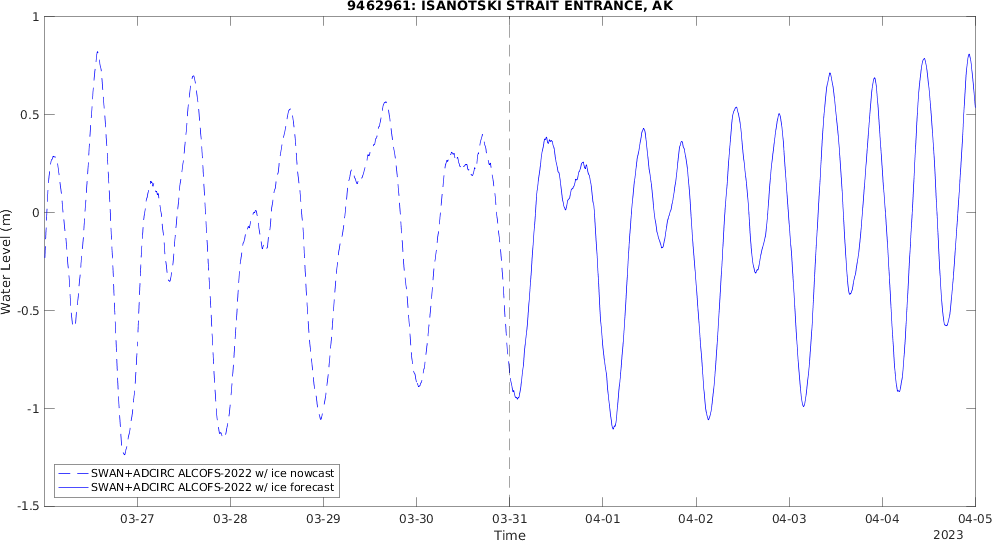 9462961: ISANOTSKI STRAIT ENTRANCE, AK
1
0.5
0
-0.5
-1
-1.5
Water Level (m)
SWAN+ADCIRC ALCOFS-2022 w/ ice nowcast
SWAN+ADCIRC ALCOFS-2022 w/ ice forecast
03-27 03-28 03-29 03-30 03-31 04-01 04-02 04-03 04-04 04-05
Time
2023